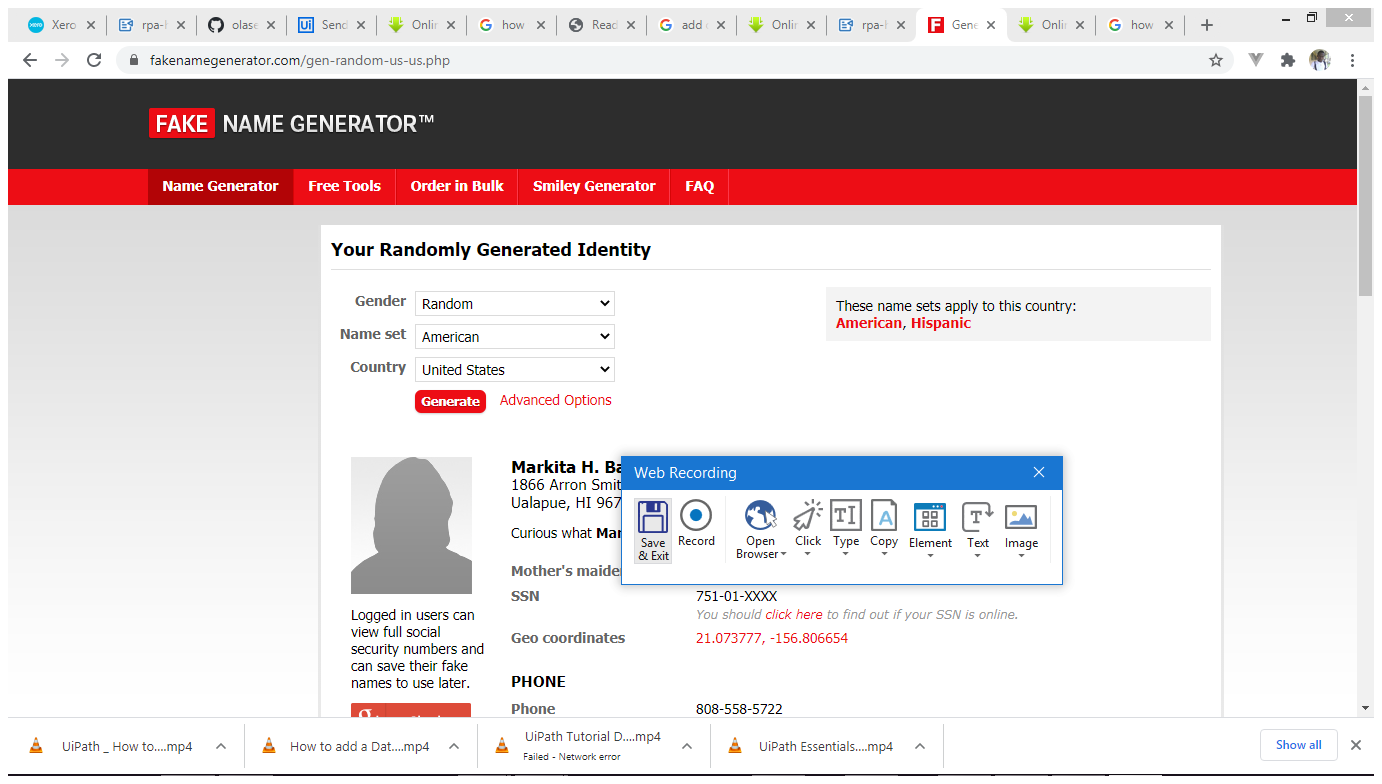 Xero
rpa-
olase
Send
Onlin
how
Read
add
Onlin
rpa-
Gene
Onlin
how
fakenamegenerator.com/gen-random-us-us.php
FAKE NAME GENERATOR™
Name Generator Free Tools Order in Bulk Smiley Generator FAQ
Your Randomly Generated Identity
Gender Random
Name set American
Country United States
Generate Advanced Options
These name sets apply to this country:
American, Hispanic
Markita H. Ba
1866 Arron Smit
Ualapue, HI 967
Curious what Mar
Mother's maide
SSN 751-01-XXXX
You should click here to find out if your SSN is online.
Geo coordinates 21.073777, -156.806654
PHONE
Phone 808-558-5722
Logged in users can
view full social
security numbers and
can save their fake
names to use later.
Web Recording
Save
& Exit
Record
Open
Browser
Click
Type
Copy
Element
Text
Image
UiPath _ How to....mp4
How to add a Dat....mp4
UiPath Tutorial D....mp4
Failed - Network error
UiPath Essentials....mp4
Show all